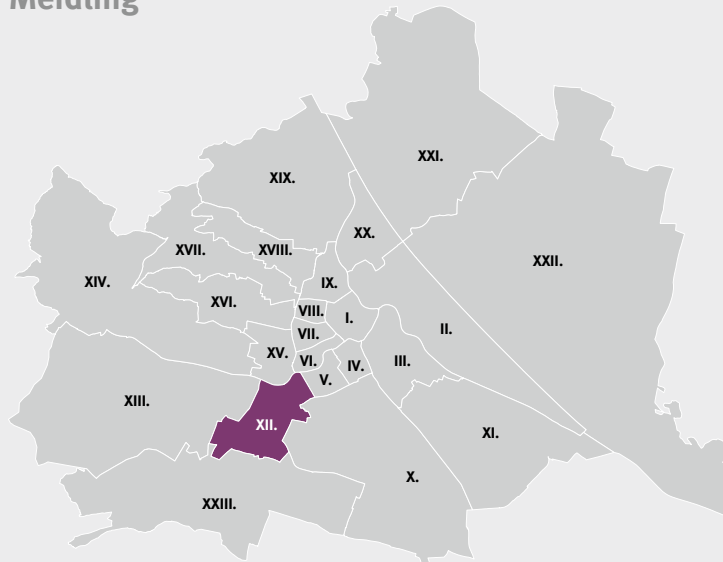 Meidling
XXI.
XIX.
XX.
XVII.
XVIII.
XXII.
XIV.
IX.
XVI.
VIII.
I.
II.
VII.
XV.
VI.
IV.
III.
V.
XIII.
XII.
XI.
X.
XXIII.